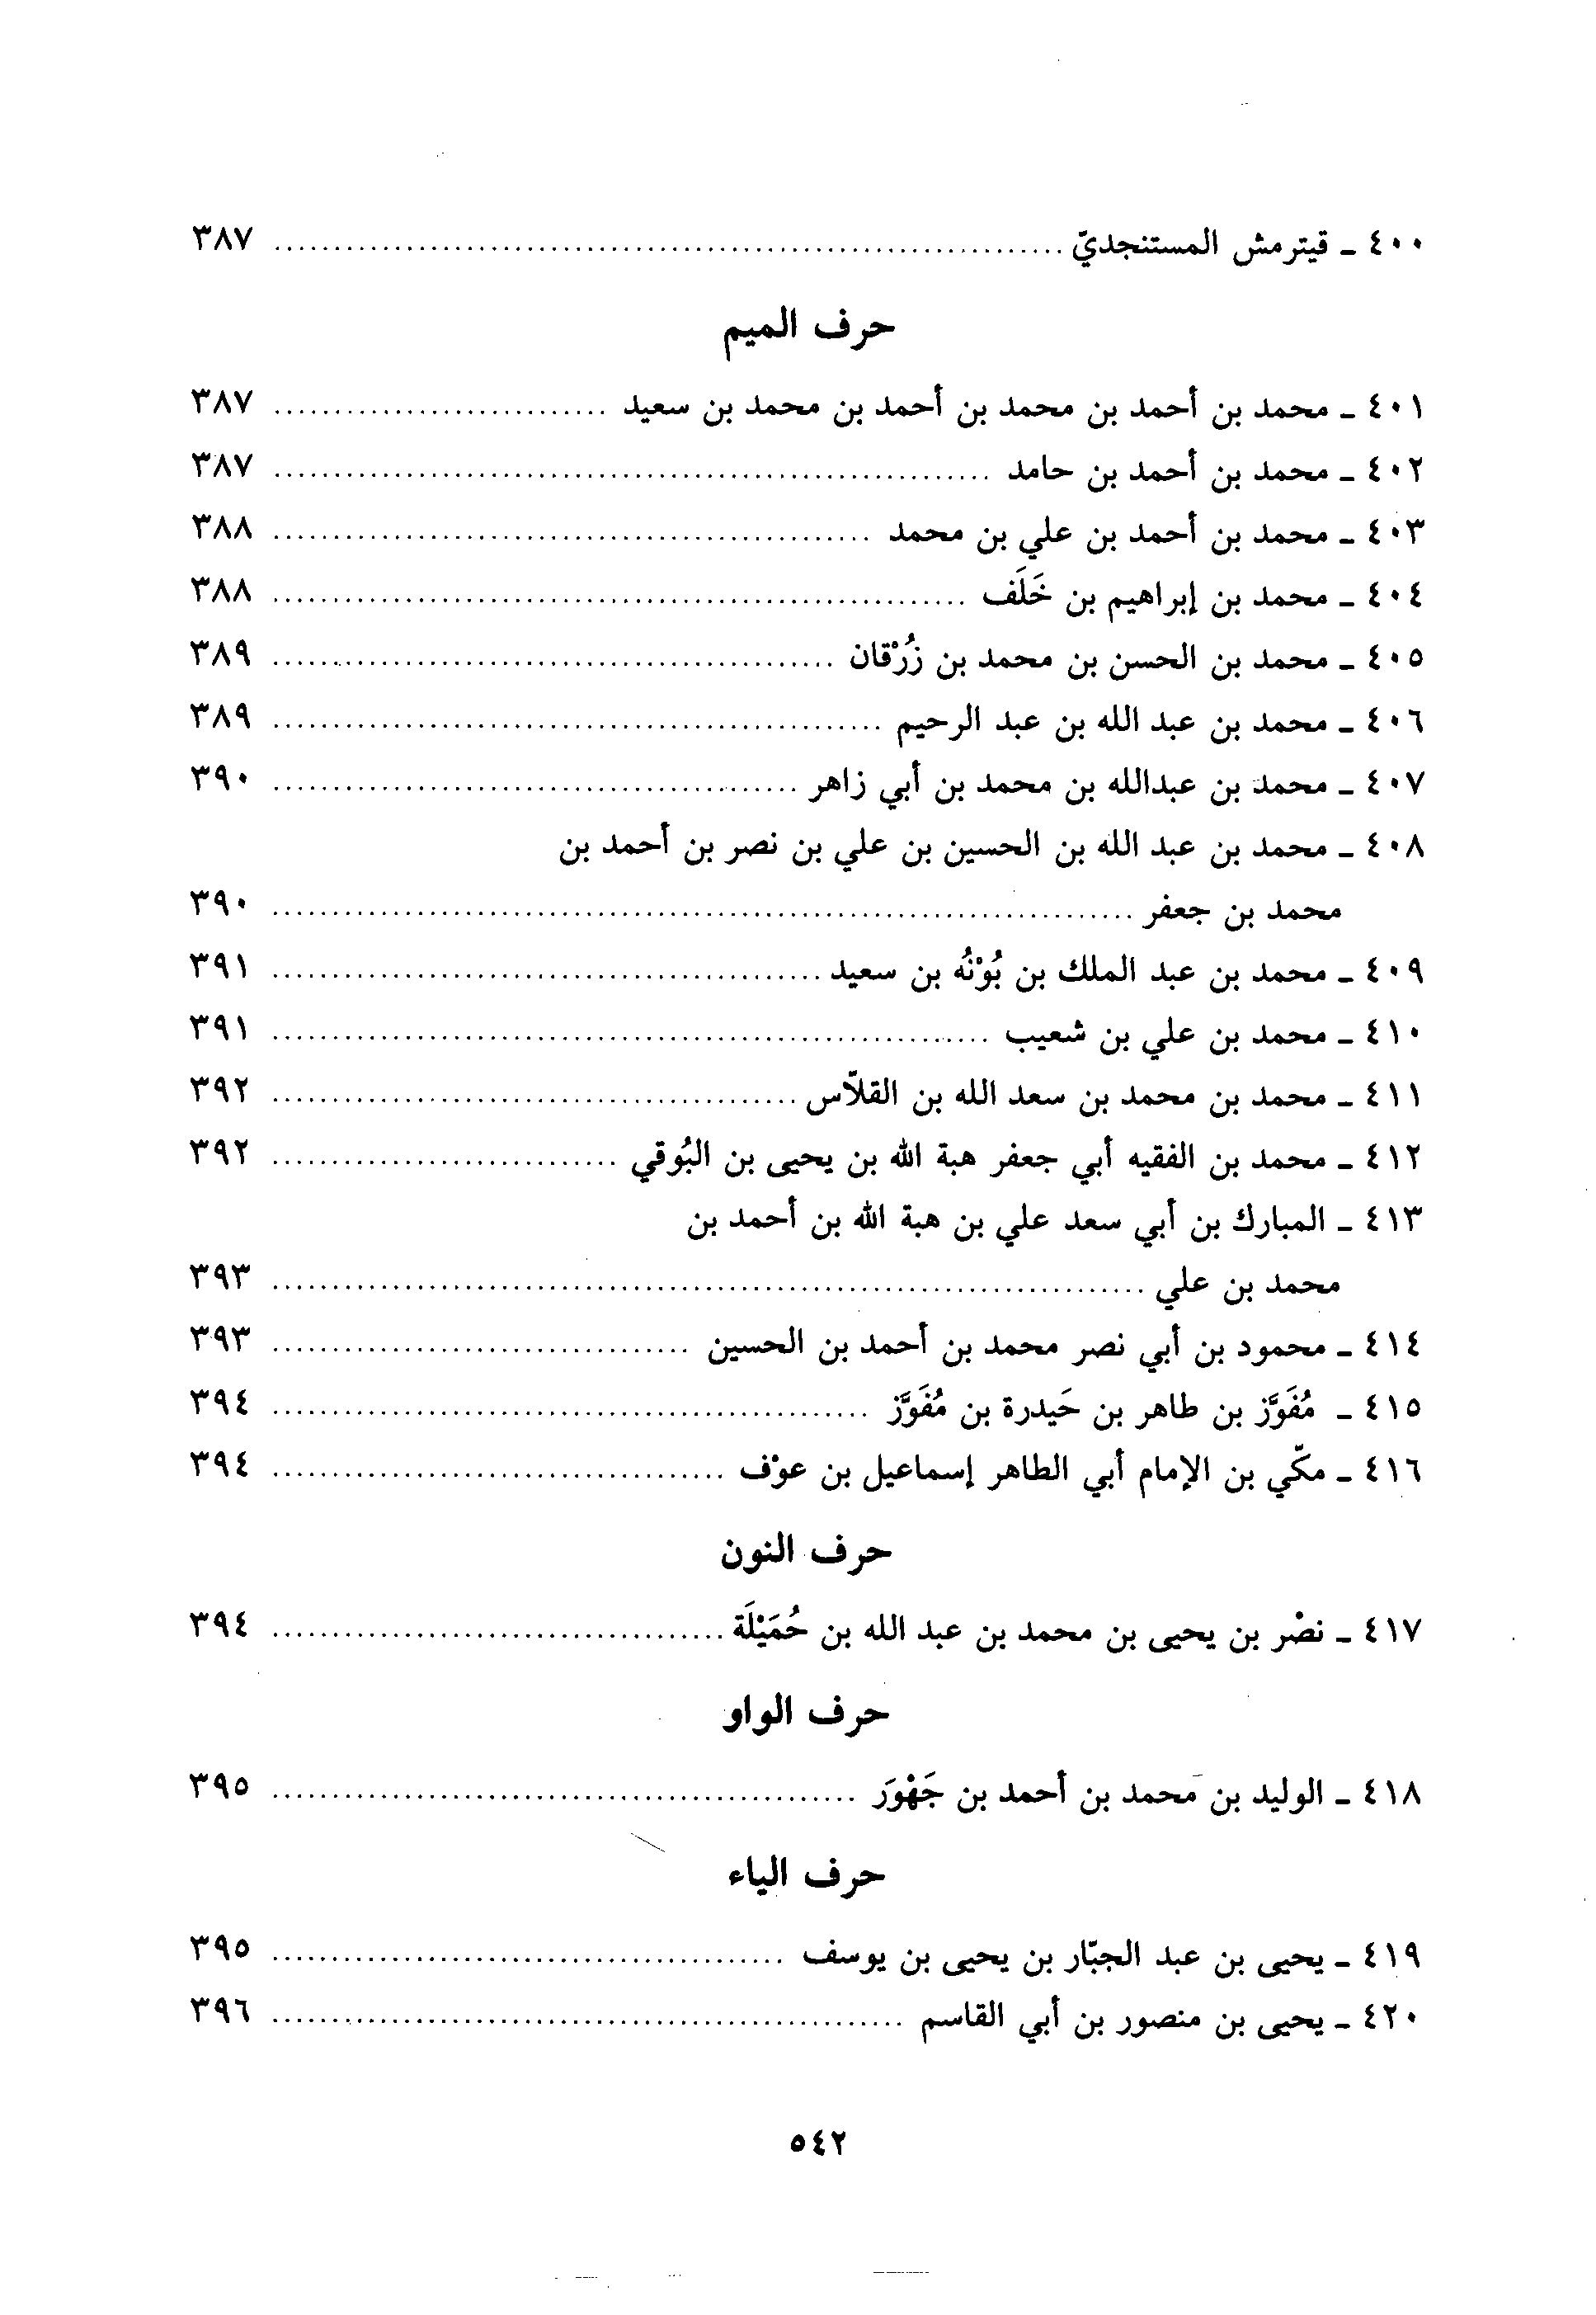 ٤٠٠ ـ قيترمش المستنجديّ ........ ٣٨٧
حرف الميم
٤٠١ ـ محمد بن أحمد بن محمد بن أحمد بن محمد بن سعيد ........ ٣٨٧
٤٠٢ ـ محمد بن أحمد بن حامد ........ ٣٨٧
٤٠٣ ـ محمد بن أحمد بن علي بن محمد ........ ٣٨٨
٤٠٤ ـ محمد بن إبراهيم بن خَلَف ........ ٣٨٨
٤٠٥ ـ محمد بن الحسن بن محمد بن زُرْقان ........ ٣٨٩
٤٠٦ ـ محمد بن عبد الله بن عبد الرحيم ........ ٣٨٩
٤٠٧ ـ محمد بن عبدالله بن محمد بن أبي زاهر ........ ٣٩٠
٤٠٨ ـ محمد بن عبد الله بن الحسين بن علي بن نصر بن أحمد بن
محمد بن جعفر ........ ٣٩٠
٤٠٩ ـ محمد بن عبد الملك بن بُوْنُه بن سعيد ........ ٣٩١
٤١٠ ـ محمد بن علي بن شعيب ........ ٣٩١
٤١١ ـ محمد بن محمد بن سعد الله بن القلاّس ........ ٣٩٢
٤١٢ ـ محمد بن الفقيه أبي جعفر هبة الله بن يحيى بن البُوقي ........ ٣٩٢
٤١٣ ـ المبارك بن أبي سعد علي بن هبة الله بن أحمد بن
محمد بن علي ........ ٣٩٣
٤١٤ ـ محمود بن أبي نصر محمد بن أحمد بن الحسين ........ ٣٩٣
٤١٥ ـ مُفَوَّز بن طاهر بن حَيدرة بن مُفَوَّز ........ ٣٩٤
٤١٦ ـ مكّي بن الإمام أبي الطاهر إسماعيل بن عوْف ........ ٣٩٤
حرف النون
٤١٧ ـ نصْر بن يحيى بن محمد بن عبد الله بن حُمَيْلَة ........ ٣٩٤
حرف الواو
٤١٨ ـ الوليد بن محمد بن أحمد بن جَهْوَر ........ ٣٩٥
حرف الياء
٤١٩ ـ يحيى بن عبد الجبّار بن يحيى بن يوسف ........ ٣٩٥
٤٢٠ ـ يحيى بن منصور بن أبي القاسم ........ ٣٩٦
٥٤٢